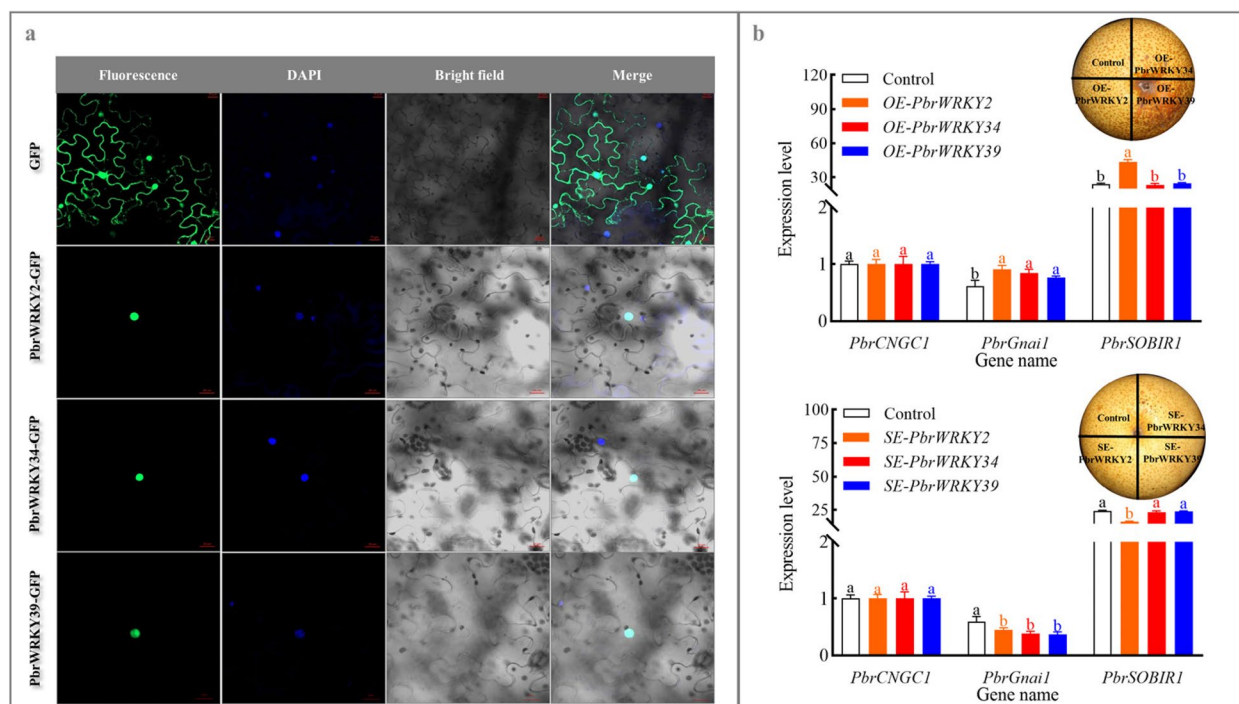 a
Fluorescence DAPI Bright field Merge
GFP
PbrWRKY2-GFP
PbrWRKY34-GFP
PbrWRKY39-GFP
b
Control
OE-
PbrWRKY34
OE-
PbrWRKY2
OE-
PbrWRKY39
Expression level
120
90
60
30
2
1
0
Control
OE-PbrWRKY2
OE-PbrWRKY34
OE-PbrWRKY39
a a a a
b a a a
b a b b
PbrCNGC1 PbrGnai1 PbrSOBIR1
Gene name
Control
SE-
PbrWRKY34
SE-
PbrWRKY2
SE-
PbrWRKY39
Expression level
100
75
50
25
2
1
0
Control
SE-PbrWRKY2
SE-PbrWRKY34
SE-PbrWRKY39
a a a a
a b b b
a b a a
PbrCNGC1 PbrGnai1 PbrSOBIR1
Gene name